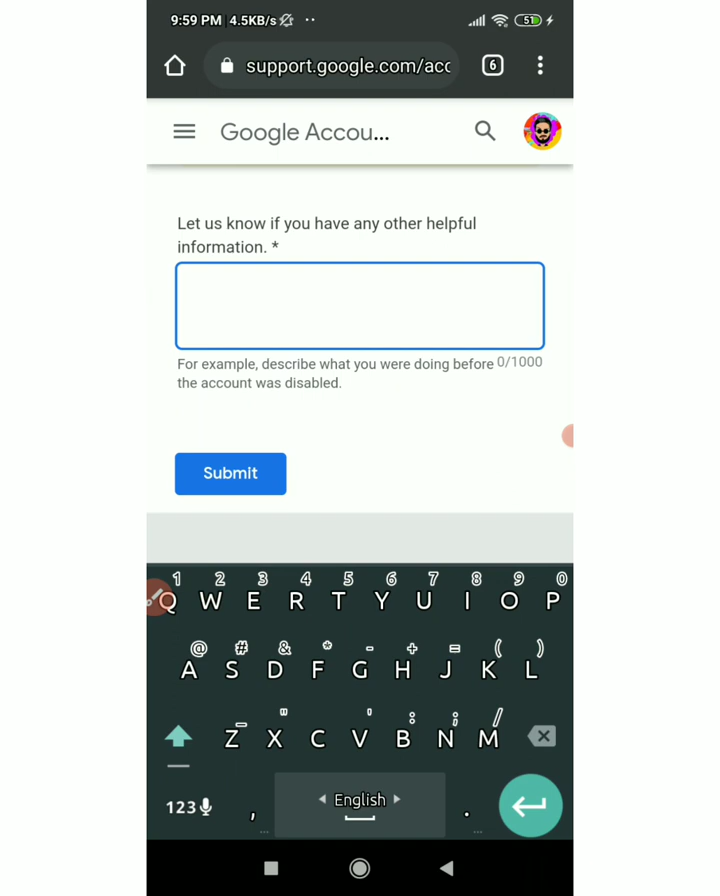 9:59 PM | 4.5KB/s ·· 51
support.google.com/acc 6
Google Accou...
Let us know if you have any other helpful
information. *
For example, describe what you were doing before 0/1000
the account was disabled.
Submit
1 2 3 4 5 6 7 8 9 0
Q W E R T Y U I O P
@ # & * - + = ( )
A S D F G H J K L
_ " ' : ; /
Z X C V B N M
123 , English .